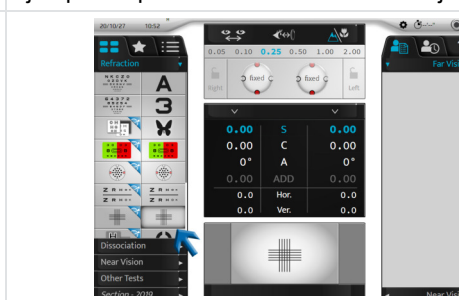 20/10/27 10:52
Refraction
0.05 0.10 0.25 0.50 1.00 2.00
Right fixed fixed Left
Far Vis
0.00 S 0.00
0.00 C 0.00
0° A 0°
0.00 ADD 0.00
0.0 Hor. 0.0
0.0 Ver. 0.0
A
3
Z
Z
Dissociation
Near Vision
Other Tests
Section - 2019
Near Vision